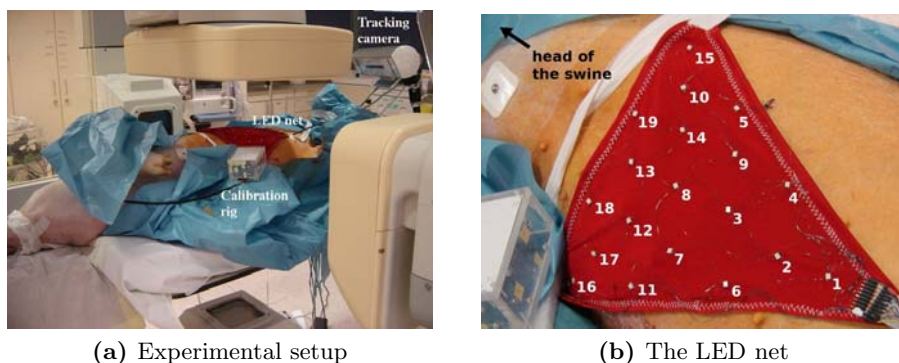 Tracking
camera
LED net
Calibration
rig
head of
the swine
15
10
5
19
14
9
13
8
4
18
3
12
17
7
2
16
11
6
1
(a) Experimental setup
(b) The LED net